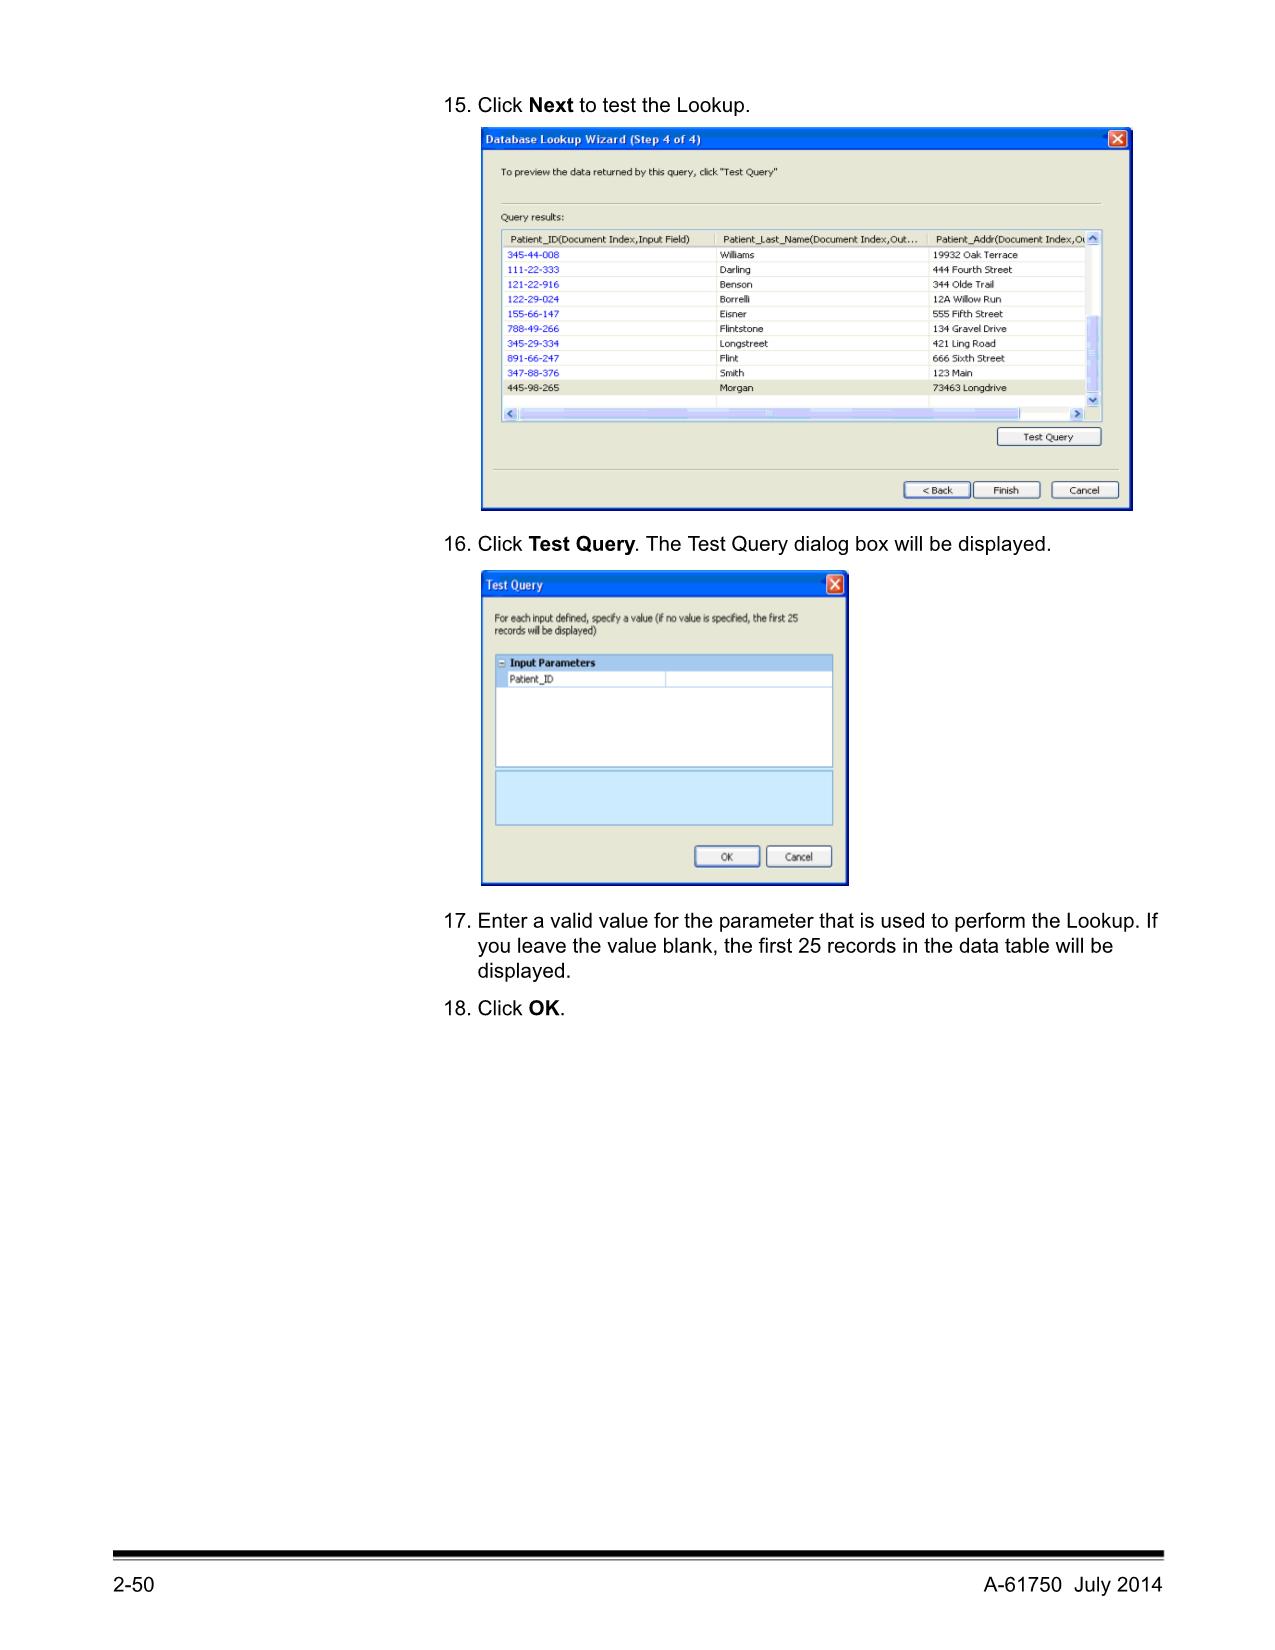 15. Click Next to test the Lookup.
Database Lookup Wizard (Step 4 of 4)
To preview the data returned by this query, click "Test Query"
Query results:
Patient_ID(Document Index,Input Field) Patient_Last_Name(Document Index,Out... Patient_Addr(Document Index,Ou
345-44-008 Williams 19932 Oak Terrace
111-22-333 Darling 444 Fourth Street
121-22-916 Benson 344 Olde Trail
122-29-024 Borrelli 12A Willow Run
155-66-147 Eisner 555 Fifth Street
788-49-266 Flintstone 134 Gravel Drive
345-29-334 Longstreet 421 Ling Road
891-66-247 Flint 666 Sixth Street
347-88-376 Smith 123 Main
445-98-265 Morgan 73463 Longdrive
Test Query
< Back Finish Cancel
16. Click Test Query. The Test Query dialog box will be displayed.
Test Query
For each input defined, specify a value (if no value is specified, the first 25
records will be displayed)
Input Parameters
Patient_ID
OK Cancel
17. Enter a valid value for the parameter that is used to perform the Lookup. If
you leave the value blank, the first 25 records in the data table will be
displayed.
18. Click OK.
2-50 A-61750 July 2014